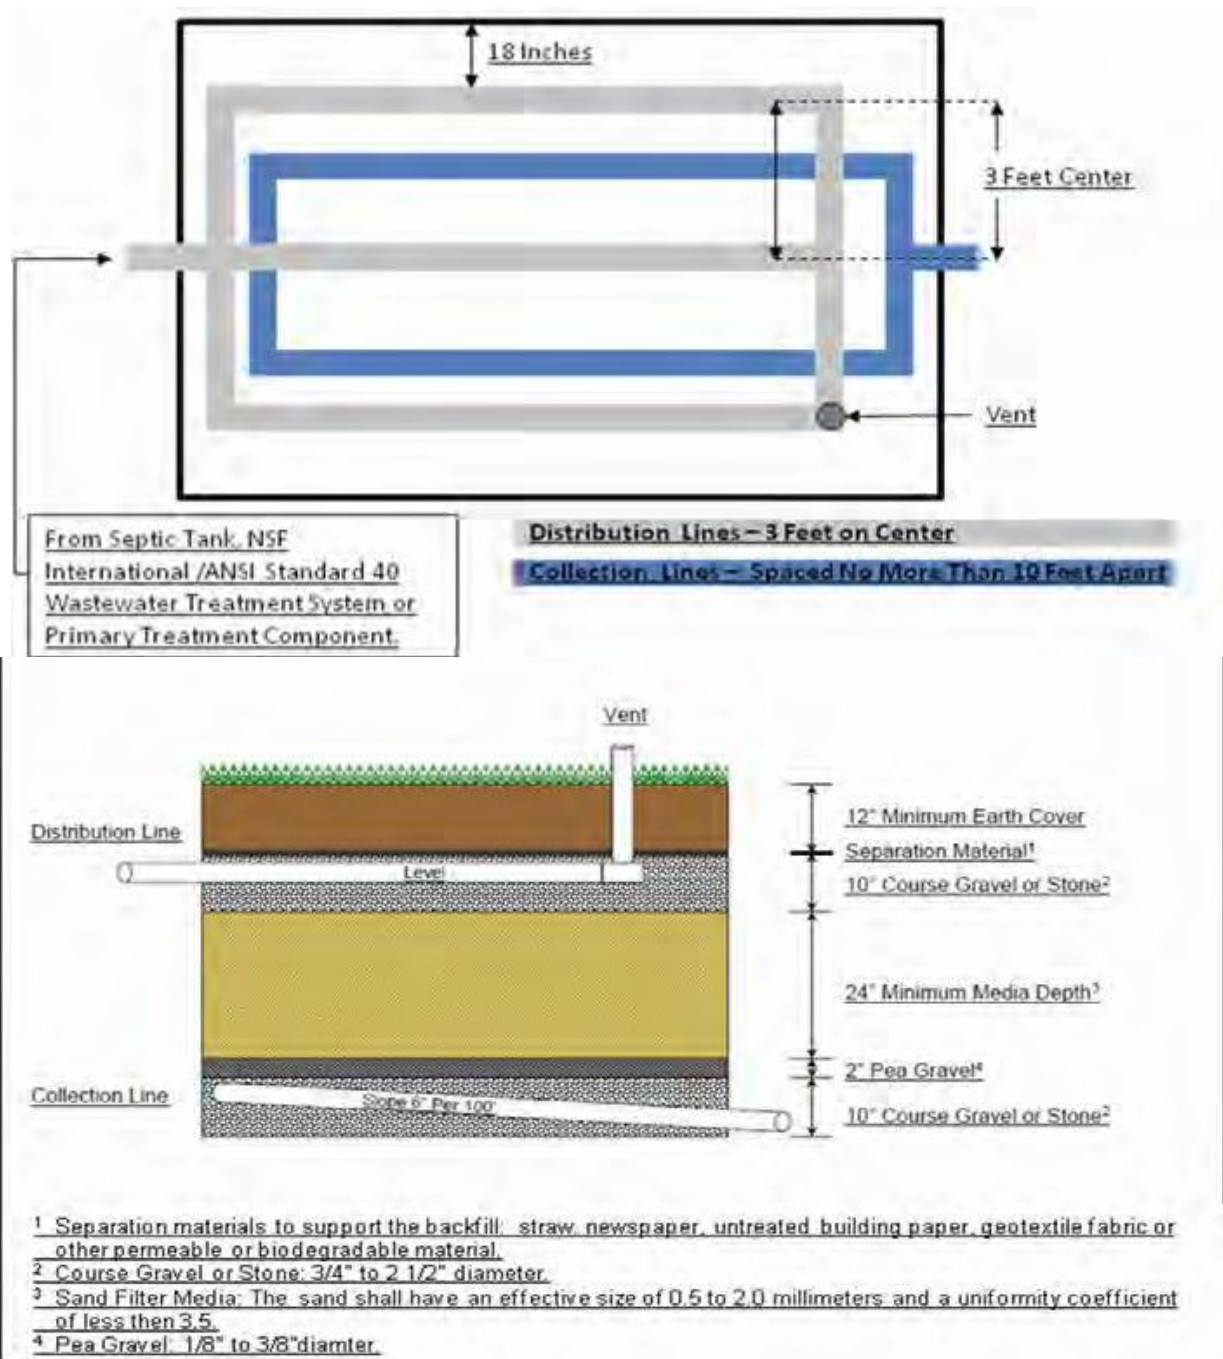 18 Inches
3 Feet Center
Vent
From Septic Tank, NSF
International /ANSI Standard 40
Wastewater Treatment System or
Primary Treatment Component.
Distribution Lines – 3 Feet on Center
Collection Lines – Spaced No More Than 10 Feet Apart
Vent
Distribution Line
Level
12" Minimum Earth Cover
Separation Material¹
10" Course Gravel or Stone²
24" Minimum Media Depth³
2" Pea Gravel⁴
Collection Line
Slope 6" Per 100'
10" Course Gravel or Stone²
¹ Separation materials to support the backfill: straw, newspaper, untreated building paper, geotextile fabric or
other permeable or biodegradable material.
² Course Gravel or Stone: 3/4" to 2 1/2" diameter.
³ Sand Filter Media: The sand shall have an effective size of 0.5 to 2.0 millimeters and a uniformity coefficient
of less then 3.5.
⁴ Pea Gravel: 1/8" to 3/8"diamter.